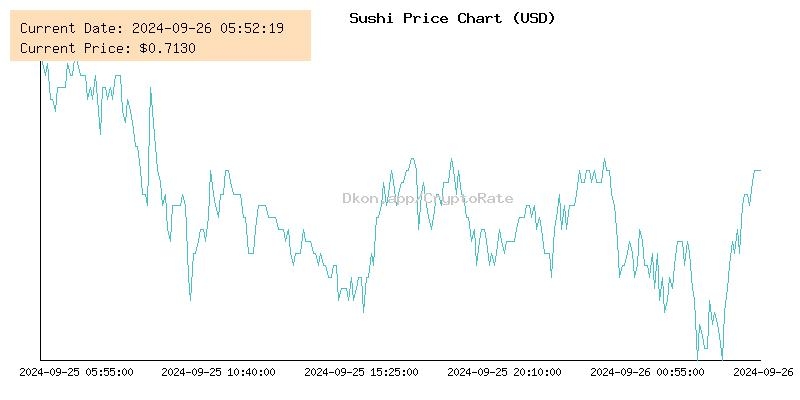 Sushi Price Chart (USD)
Current Date: 2024-09-26 05:52:19
Current Price: $0.7130
Dkon.app/CryptoRate
2024-09-25 05:55:00 2024-09-25 10:40:00 2024-09-25 15:25:00 2024-09-25 20:10:00 2024-09-26 00:55:00 2024-09-26